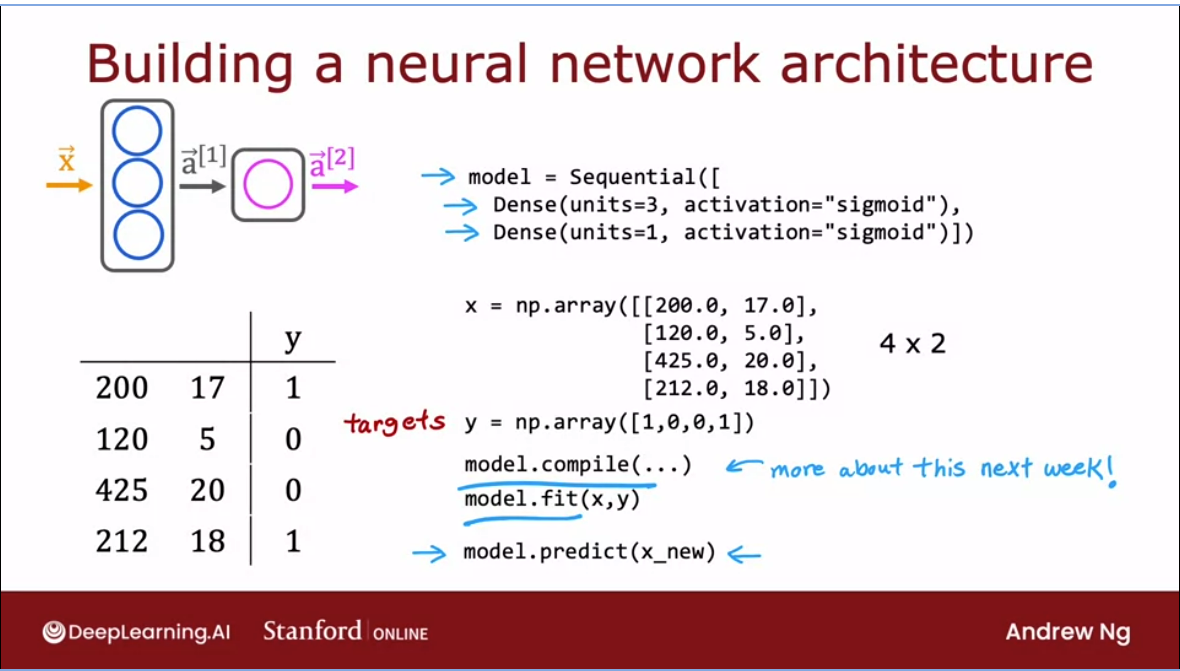 Building a neural network architecture
x⃗
a⃗[1]
a⃗[2]
→ model = Sequential([
→ Dense(units=3, activation="sigmoid"),
→ Dense(units=1, activation="sigmoid")])
y
200 17 1
120 5 0
425 20 0
212 18 1
x = np.array([[200.0, 17.0],
[120.0, 5.0],
[425.0, 20.0],
[212.0, 18.0]])
4 x 2
targets y = np.array([1,0,0,1])
model.compile(...) ← more about this next week!
model.fit(x,y)
→ model.predict(x_new) ←
DeepLearning.AI Stanford ONLINE Andrew Ng